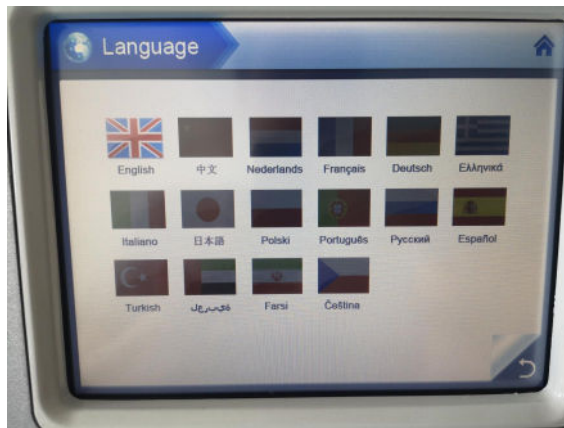 Language
English 中文 Nederlands Français Deutsch Ελληνικά
Italiano 日本語 Polski Português Русский Español
Turkish ةيبرعل Farsi Čeština